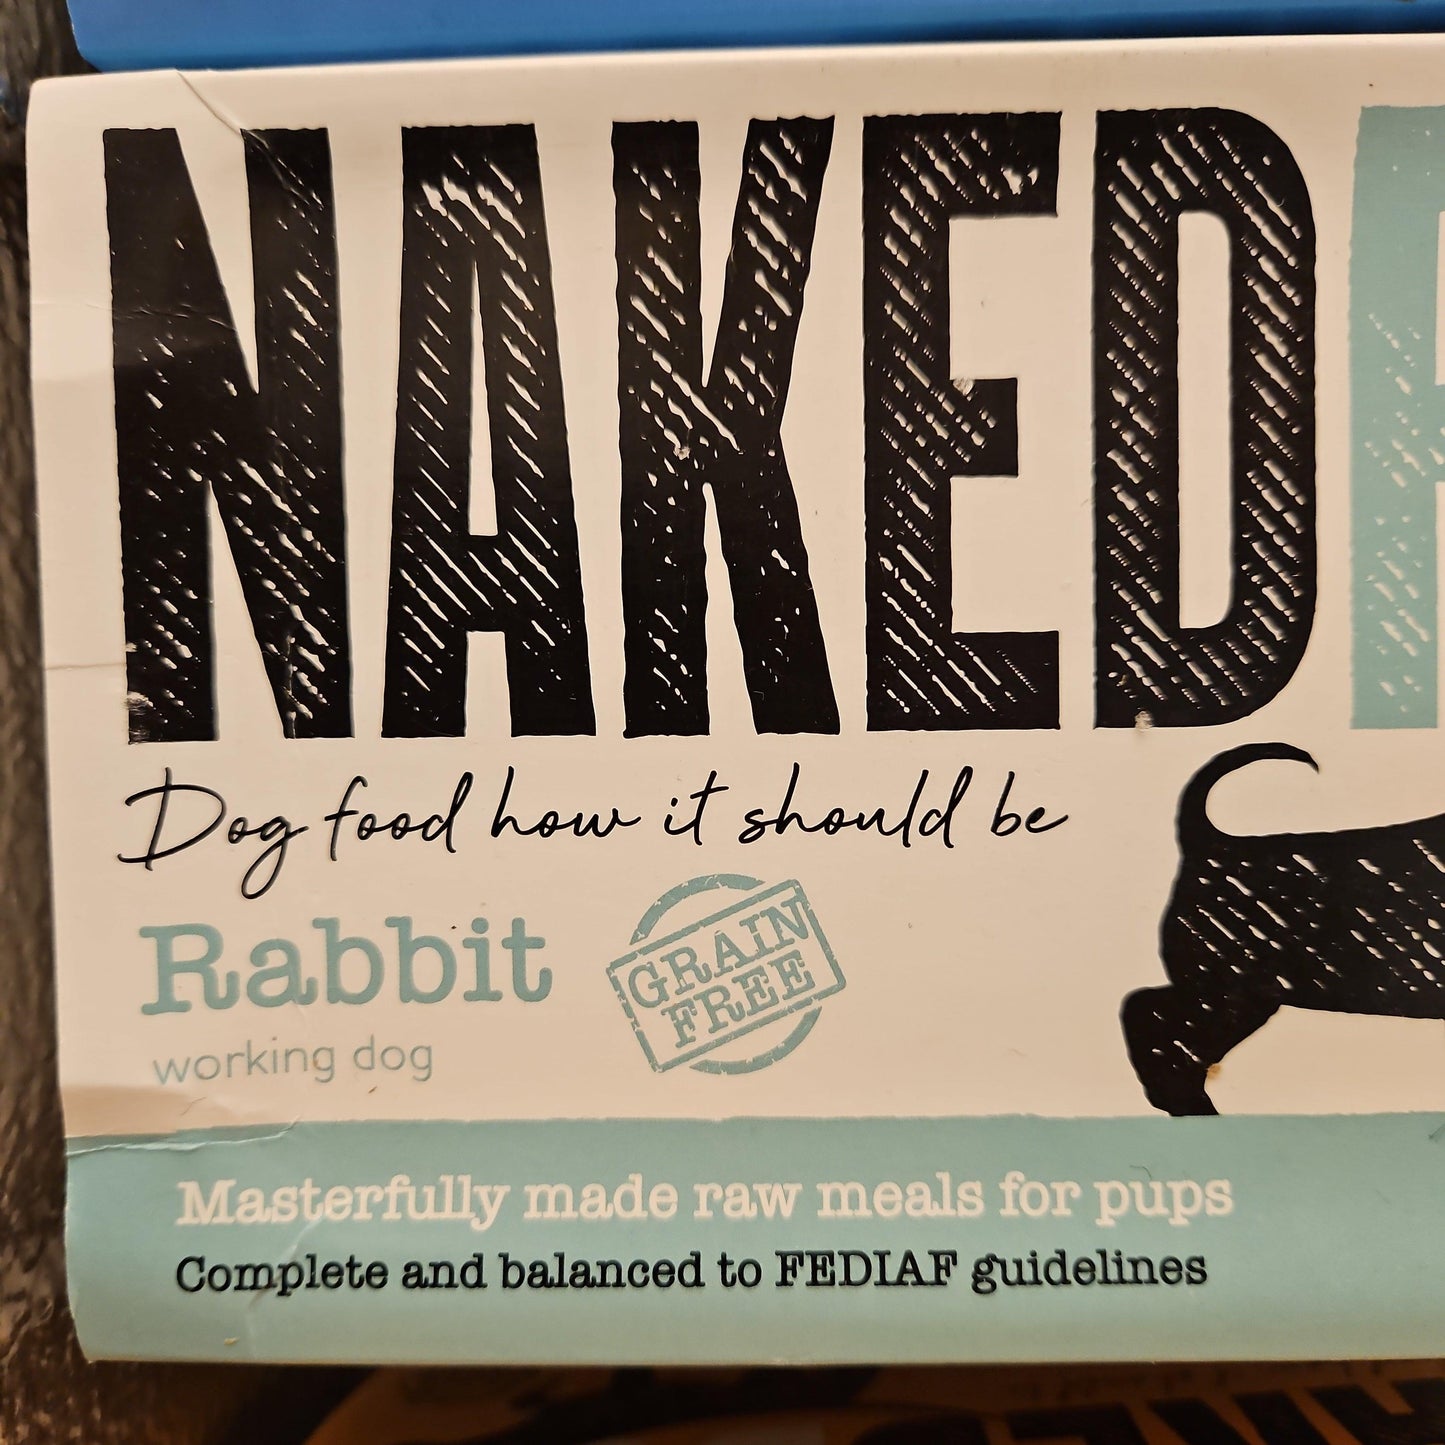 NAKED
Dog food how it should be
Rabbit
GRAIN
FREE
working dog
Masterfully made raw meals for pups
Complete and balanced to FEDIAF guidelines